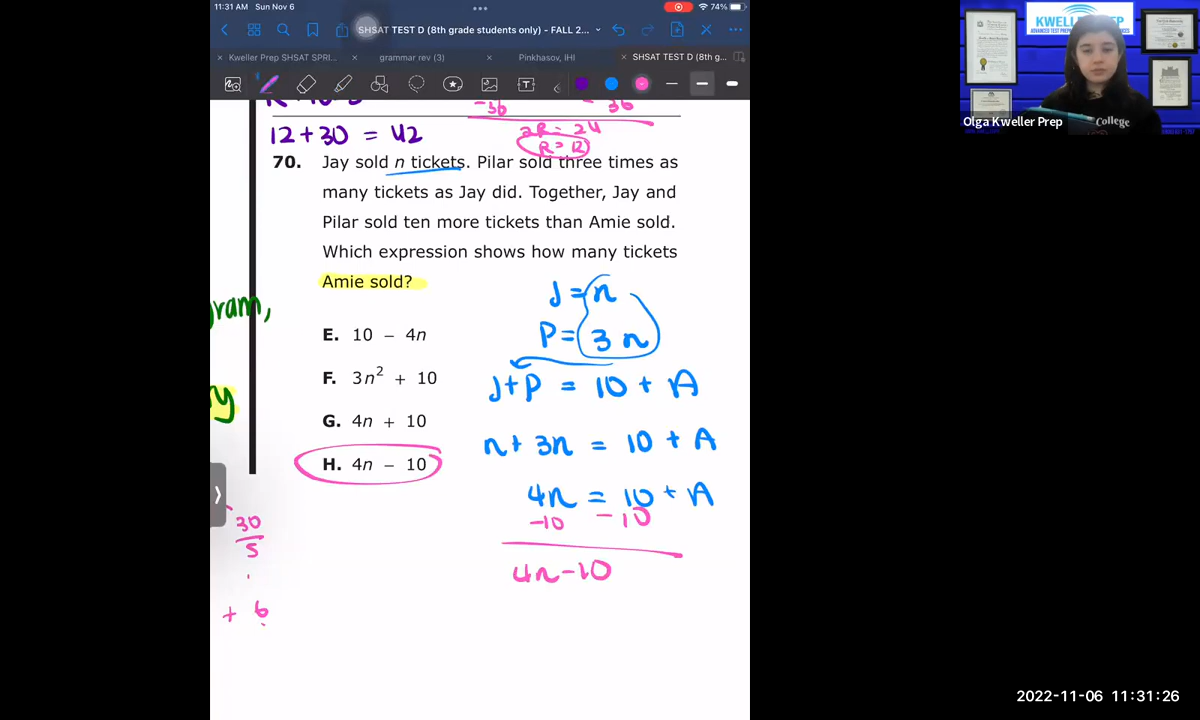 11:31 AM Sun Nov 6
74%
SHSAT TEST D (8th grade students only) - FALL 2...
Kweller Prep SHSAT SPRI...
grammar rev (3)
Pinkhasov, IHI
SHSAT TEST D (8th g...
-36 - 36
12 + 30 = 42
2R = 24
R = 12
70. Jay sold n tickets. Pilar sold three times as
many tickets as Jay did. Together, Jay and
Pilar sold ten more tickets than Amie sold.
Which expression shows how many tickets
Amie sold?
E. 10 – 4n
F. 3n² + 10
G. 4n + 10
H. 4n – 10
J = n
P = 3n
J+P = 10 + A
n + 3n = 10 + A
4n = 10 + A
-10 -10
4n-10
gram,
y
30
5
+ 6
KWELLER PREP
College
Olga Kweller Prep
2022-11-06 11:31:26